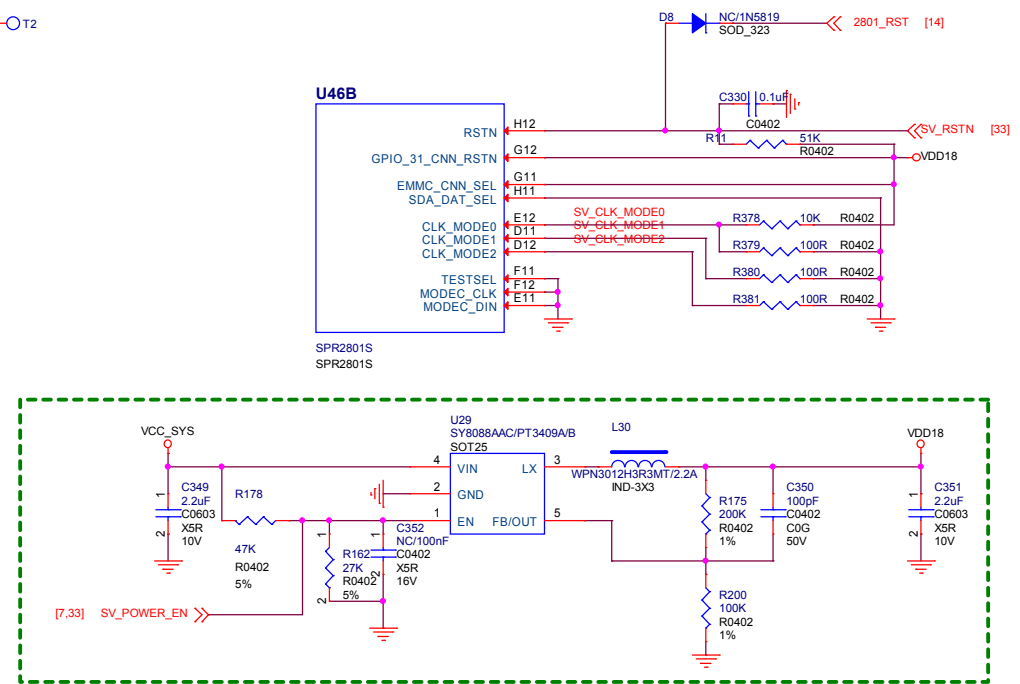 T2
D8 NC/1N5819
SOD_323
2801_RST [14]
U46B
C330 0.1uF
C0402
RSTN H12
SV_RSTN [33]
R11 51K
R0402
GPIO_31_CNN_RSTN G12
VDD18
EMMC_CNN_SEL G11
SDA_DAT_SEL H11
CLK_MODE0 E12 SV_CLK_MODE0
R378 10K R0402
CLK_MODE1 D11 SV_CLK_MODE1
CLK_MODE2 D12 SV_CLK_MODE2
R379 100R R0402
R380 100R R0402
R381 100R R0402
TESTSEL F11
MODEC_CLK F12
MODEC_DIN E11
SPR2801S
SPR2801S
VCC_SYS
U29
SY8088AAC/PT3409A/B
SOT25
L30
VDD18
4 VIN LX 3
WPN3012H3R3MT/2.2A
IND-3X3
2 GND
1 EN FB/OUT 5
1
C349
2.2uF
C0603
X5R
10V
2
R178
47K
R0402
5%
1
R162
27K
R0402
5%
2
1
C352
NC/100nF
C0402
X5R
16V
2
R175
200K
R0402
1%
C350
100pF
C0402
C0G
50V
1
C351
2.2uF
C0603
X5R
10V
2
R200
100K
R0402
1%
[7,33] SV_POWER_EN